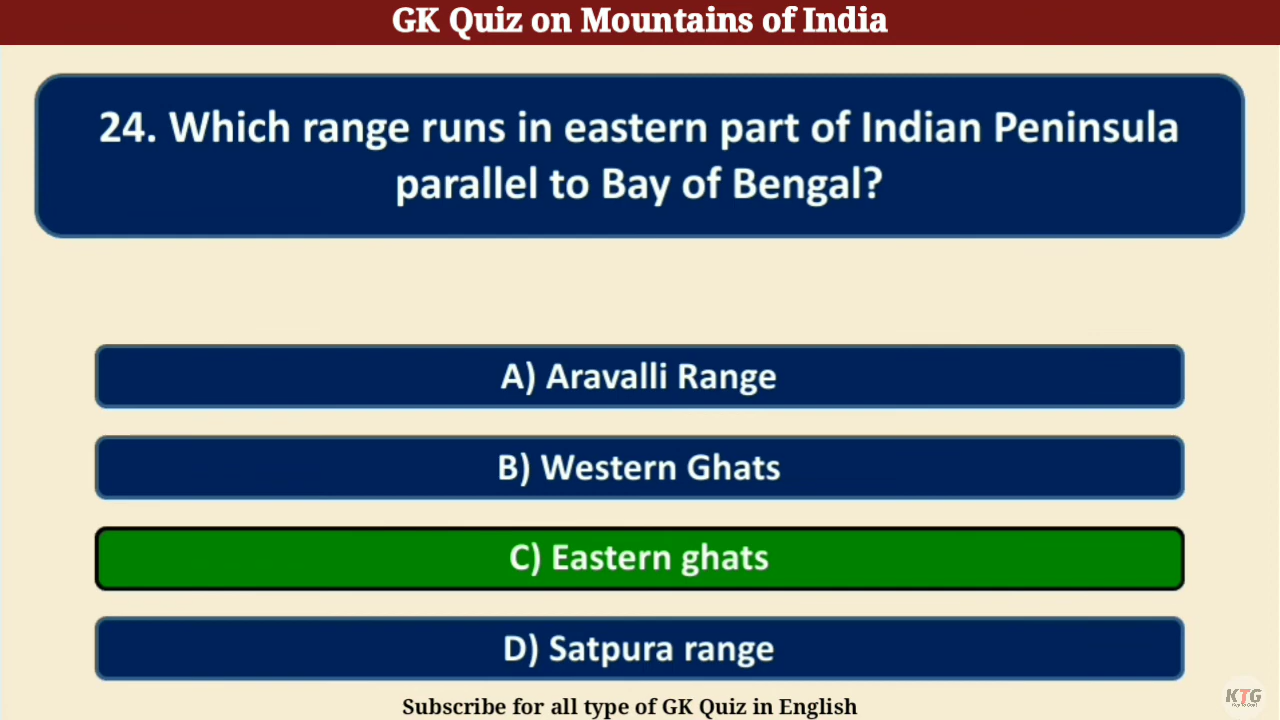 GK Quiz on Mountains of India
24. Which range runs in eastern part of Indian Peninsula
parallel to Bay of Bengal?
A) Aravalli Range
B) Western Ghats
C) Eastern ghats
D) Satpura range
Subscribe for all type of GK Quiz in English
KTG